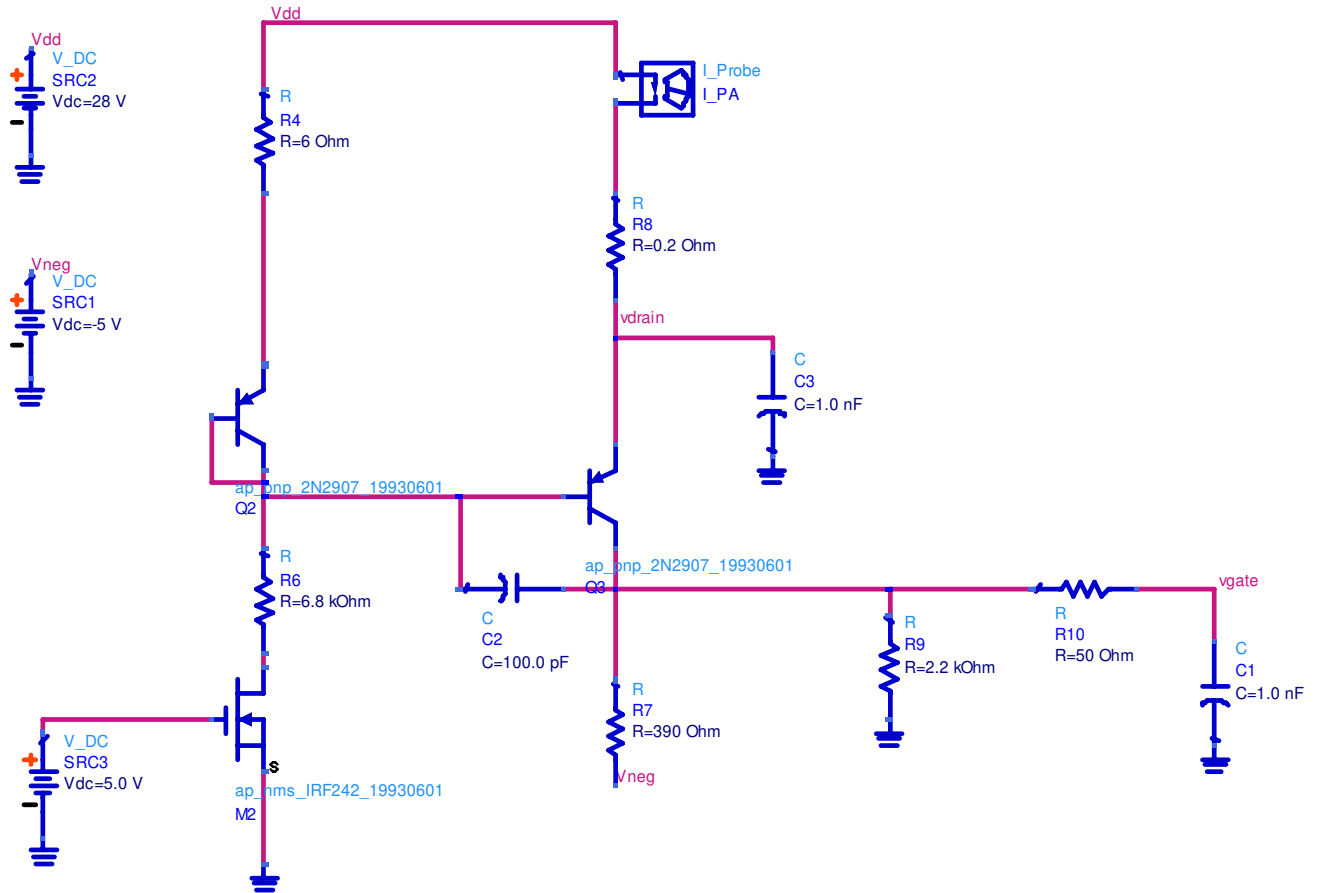 Vdd
Vdd
V_DC
SRC2
Vdc=28 V
R
R4
R=6 Ohm
I_Probe
I_PA
R
R8
R=0.2 Ohm
Vneg
V_DC
SRC1
Vdc=-5 V
vdrain
C
C3
C=1.0 nF
ap_pnp_2N2907_19930601
Q2
R
R6
R=6.8 kOhm
ap_pnp_2N2907_19930601
Q3
C
C2
C=100.0 pF
R
R9
R=2.2 kOhm
R
R10
R=50 Ohm
vgate
C
C1
C=1.0 nF
R
R7
R=390 Ohm
Vneg
V_DC
SRC3
Vdc=5.0 V
S
ap_nms_IRF242_19930601
M2